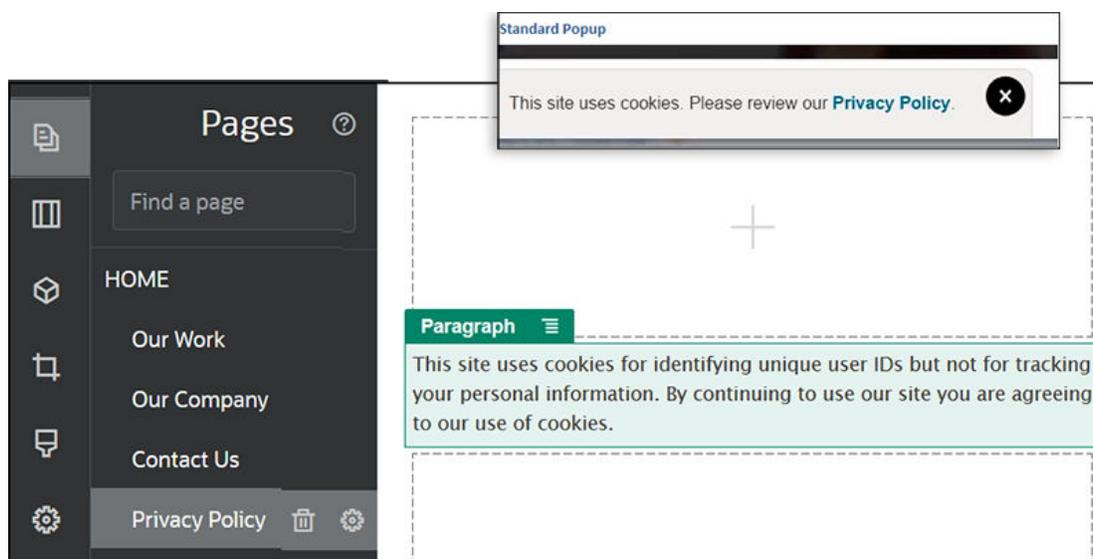 Standard Popup
This site uses cookies. Please review our Privacy Policy.
Pages
Find a page
HOME
Our Work
Our Company
Contact Us
Privacy Policy
Paragraph
This site uses cookies for identifying unique user IDs but not for tracking
your personal information. By continuing to use our site you are agreeing
to our use of cookies.